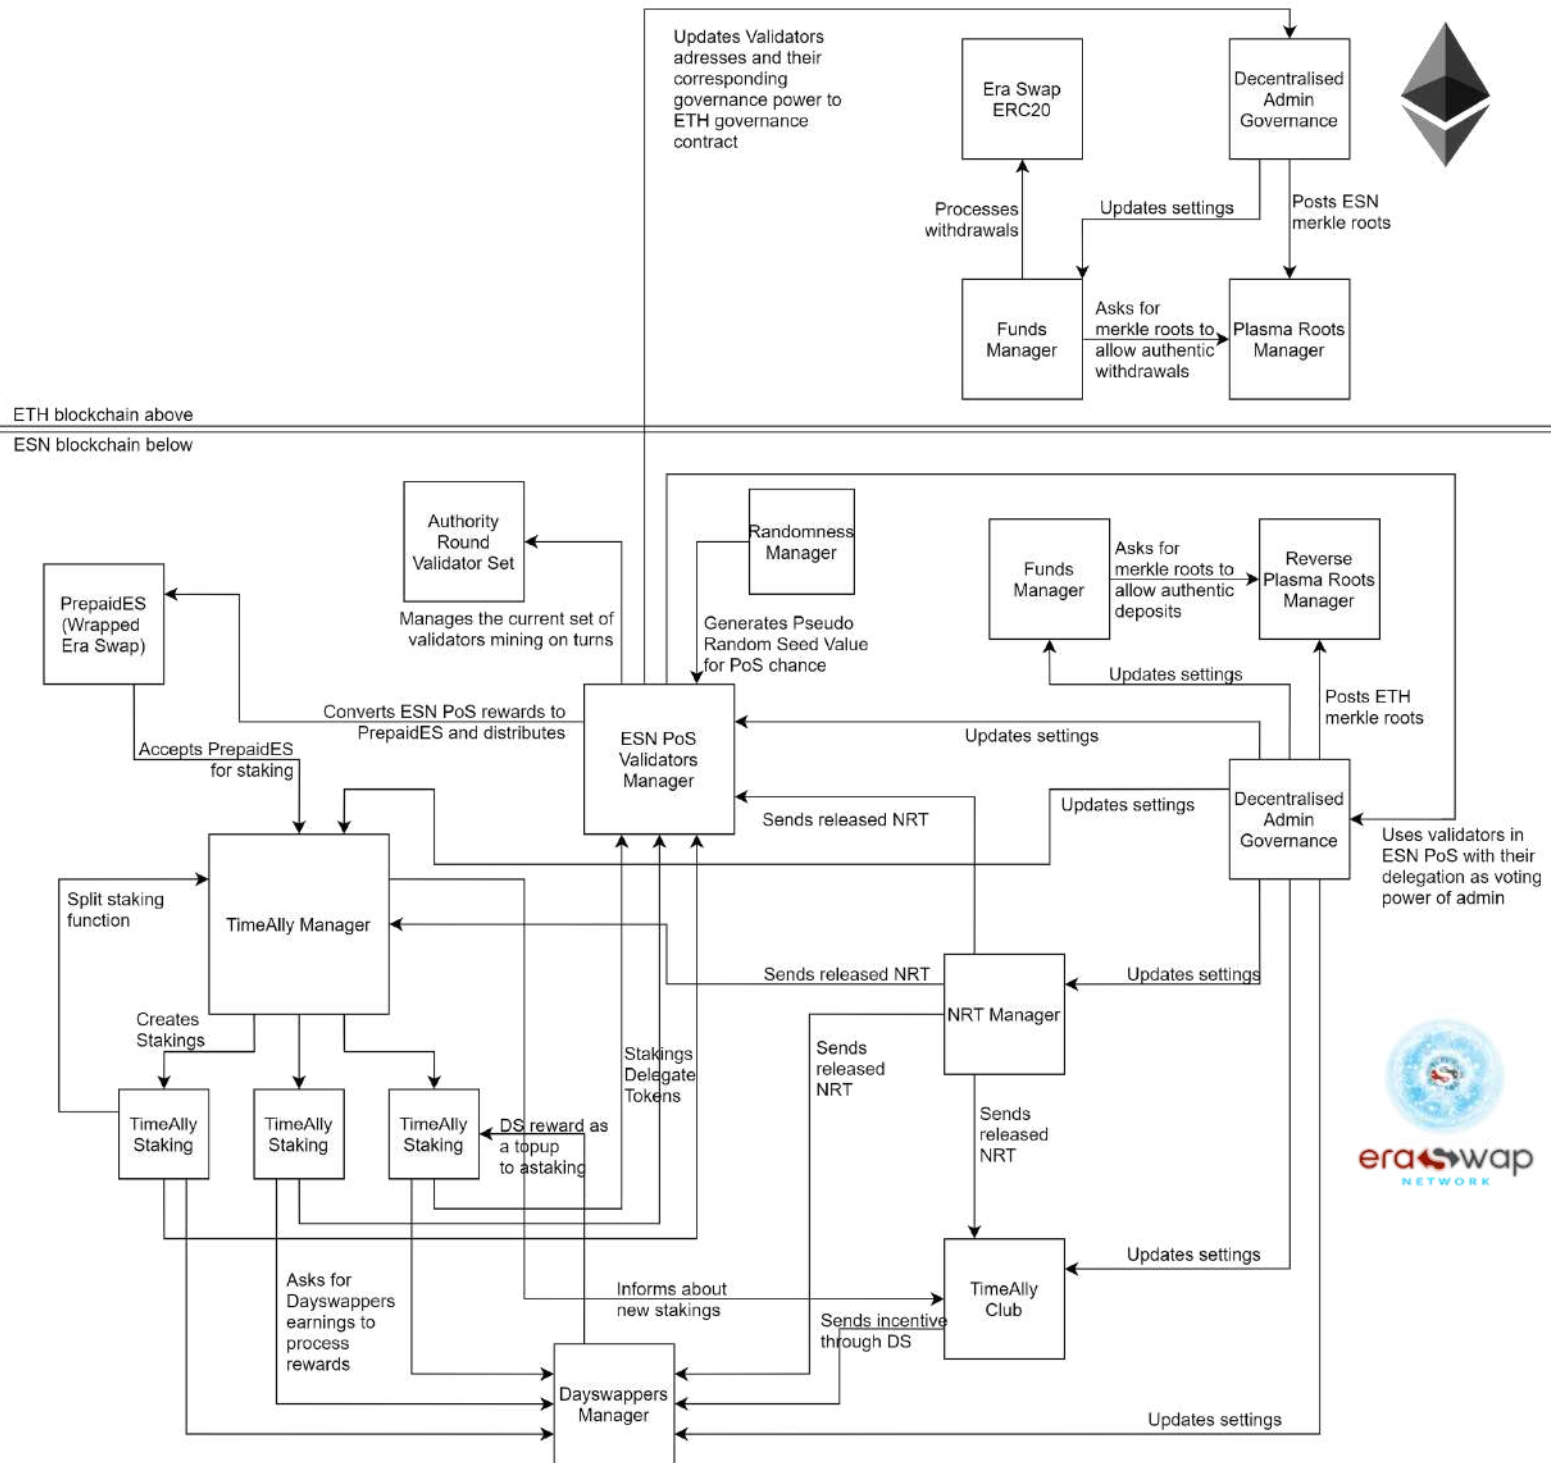 Updates Validators
adresses and their
corresponding
governance power to
ETH governance
contract
Era Swap
ERC20
Decentralised
Admin
Governance
Processes
withdrawals
Updates settings
Posts ESN
merkle roots
Funds
Manager
Asks for
merkle roots to
allow authentic
withdrawals
Plasma Roots
Manager
ETH blockchain above
ESN blockchain below
Authority
Round
Validator Set
Randomness
Manager
Funds
Manager
Asks for
merkle roots to
allow authentic
deposits
Reverse
Plasma Roots
Manager
PrepaidES
(Wrapped
Era Swap)
Manages the current set of
validators mining on turns
Generates Pseudo
Random Seed Value
for PoS chance
Updates settings
Posts ETH
merkle roots
Converts ESN PoS rewards to
PrepaidES and distributes
ESN PoS
Validators
Manager
Updates settings
Accepts PrepaidES
for staking
Sends released NRT
Updates settings
Decentralised
Admin
Governance
Uses validators in
ESN PoS with their
delegation as voting
power of admin
Split staking
function
TimeAlly Manager
Sends released NRT
Updates settings
NRT Manager
Creates
Stakings
Stakings
Delegate
Tokens
Sends
released
NRT
TimeAlly
Staking
TimeAlly
Staking
TimeAlly
Staking
DS reward as
a topup
to astaking
Sends
released
NRT
eraswap
NETWORK
Updates settings
Asks for
Dayswappers
earnings to
process
rewards
Informs about
new stakings
TimeAlly
Club
Sends incentive
through DS
Dayswappers
Manager
Updates settings